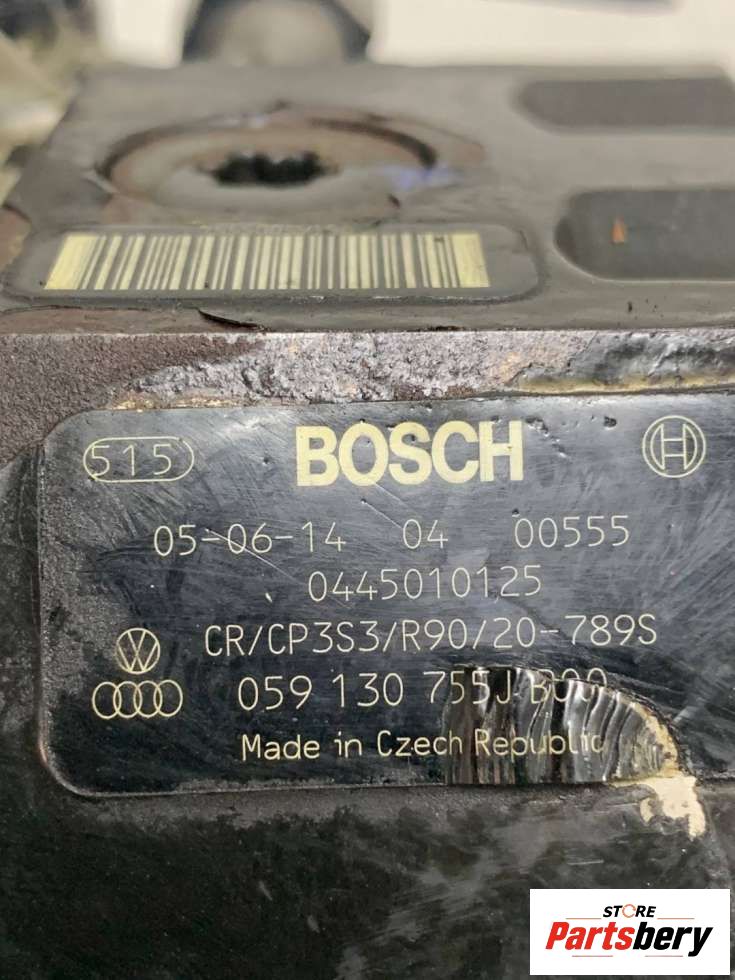 515 BOSCH
05-06-14 04 00555
0445010125
CR/CP3S3/R90/20-789S
059 130 755J B00
Made in Czech Republic
STORE
Partsbery